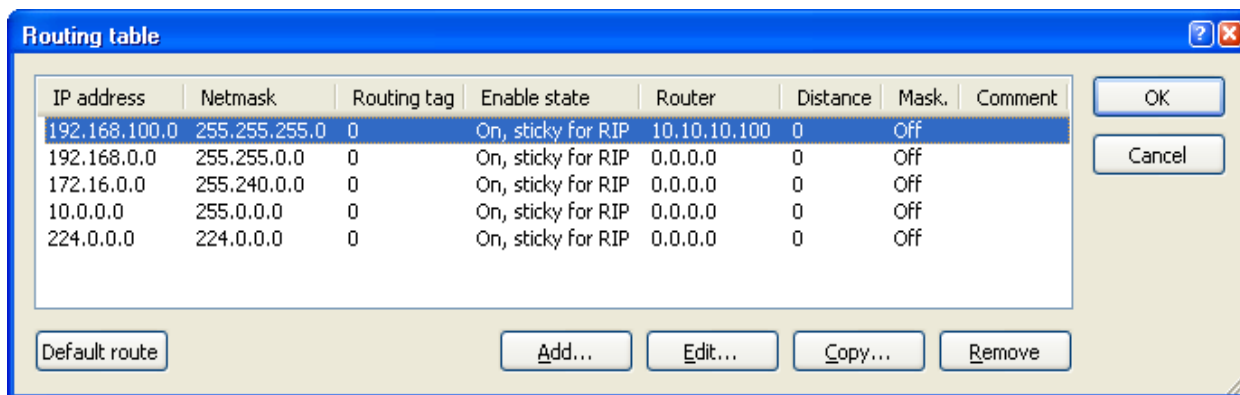 Routing table
IP address Netmask Routing tag Enable state Router Distance Mask. Comment
192.168.100.0 255.255.255.0 0 On, sticky for RIP 10.10.10.100 0 Off
192.168.0.0 255.255.0.0 0 On, sticky for RIP 0.0.0.0 0 Off
172.16.0.0 255.240.0.0 0 On, sticky for RIP 0.0.0.0 0 Off
10.0.0.0 255.0.0.0 0 On, sticky for RIP 0.0.0.0 0 Off
224.0.0.0 224.0.0.0 0 On, sticky for RIP 0.0.0.0 0 Off
OK
Cancel
Default route Add... Edit... Copy... Remove